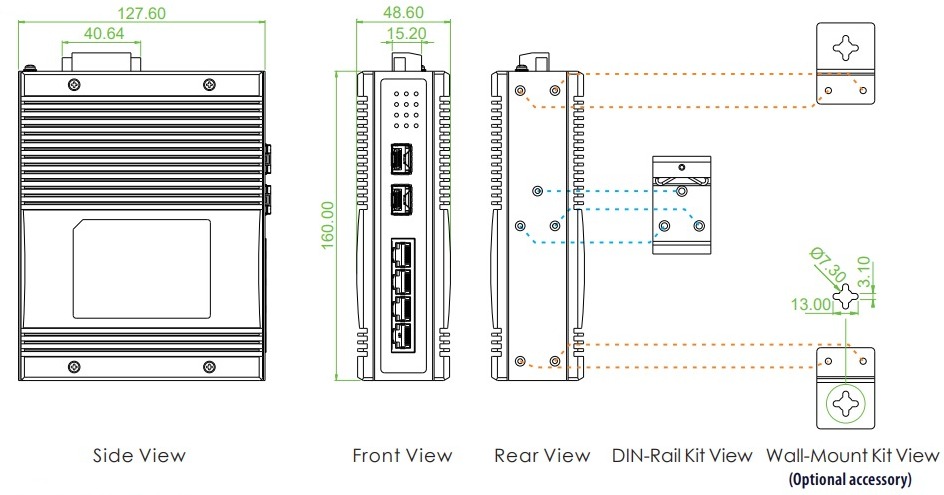 127.60
40.64
48.60
15.20
160.00
Ø7.30
3.10
13.00
Side View
Front View
Rear View
DIN-Rail Kit View
Wall-Mount Kit View
(Optional accessory)